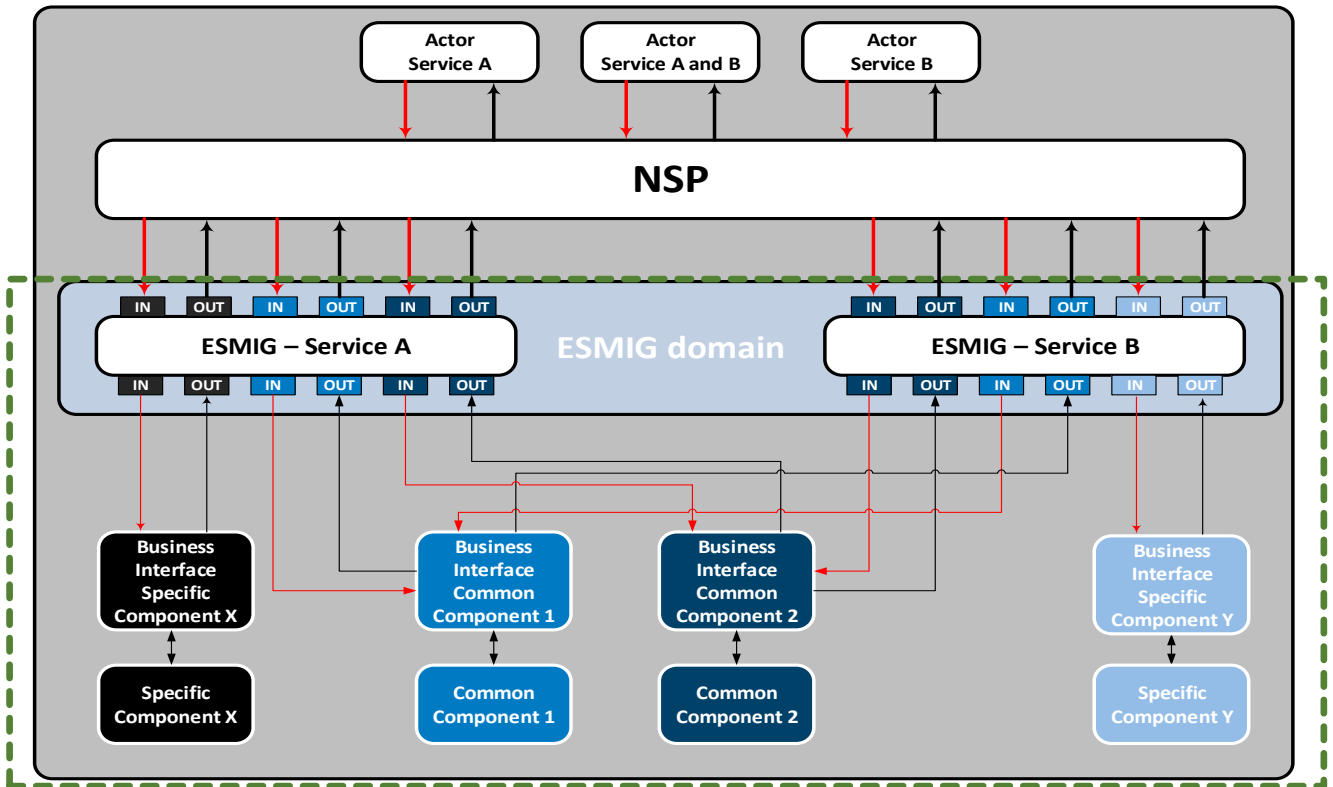 Actor
Service A
Actor
Service A and B
Actor
Service B
NSP
IN OUT IN OUT IN OUT
IN OUT IN OUT IN OUT
ESMIG – Service A
ESMIG domain
ESMIG – Service B
IN OUT IN OUT IN OUT
IN OUT IN OUT IN OUT
Business
Interface
Specific
Component X
Business
Interface
Common
Component 1
Business
Interface
Common
Component 2
Business
Interface
Specific
Component Y
Specific
Component X
Common
Component 1
Common
Component 2
Specific
Component Y